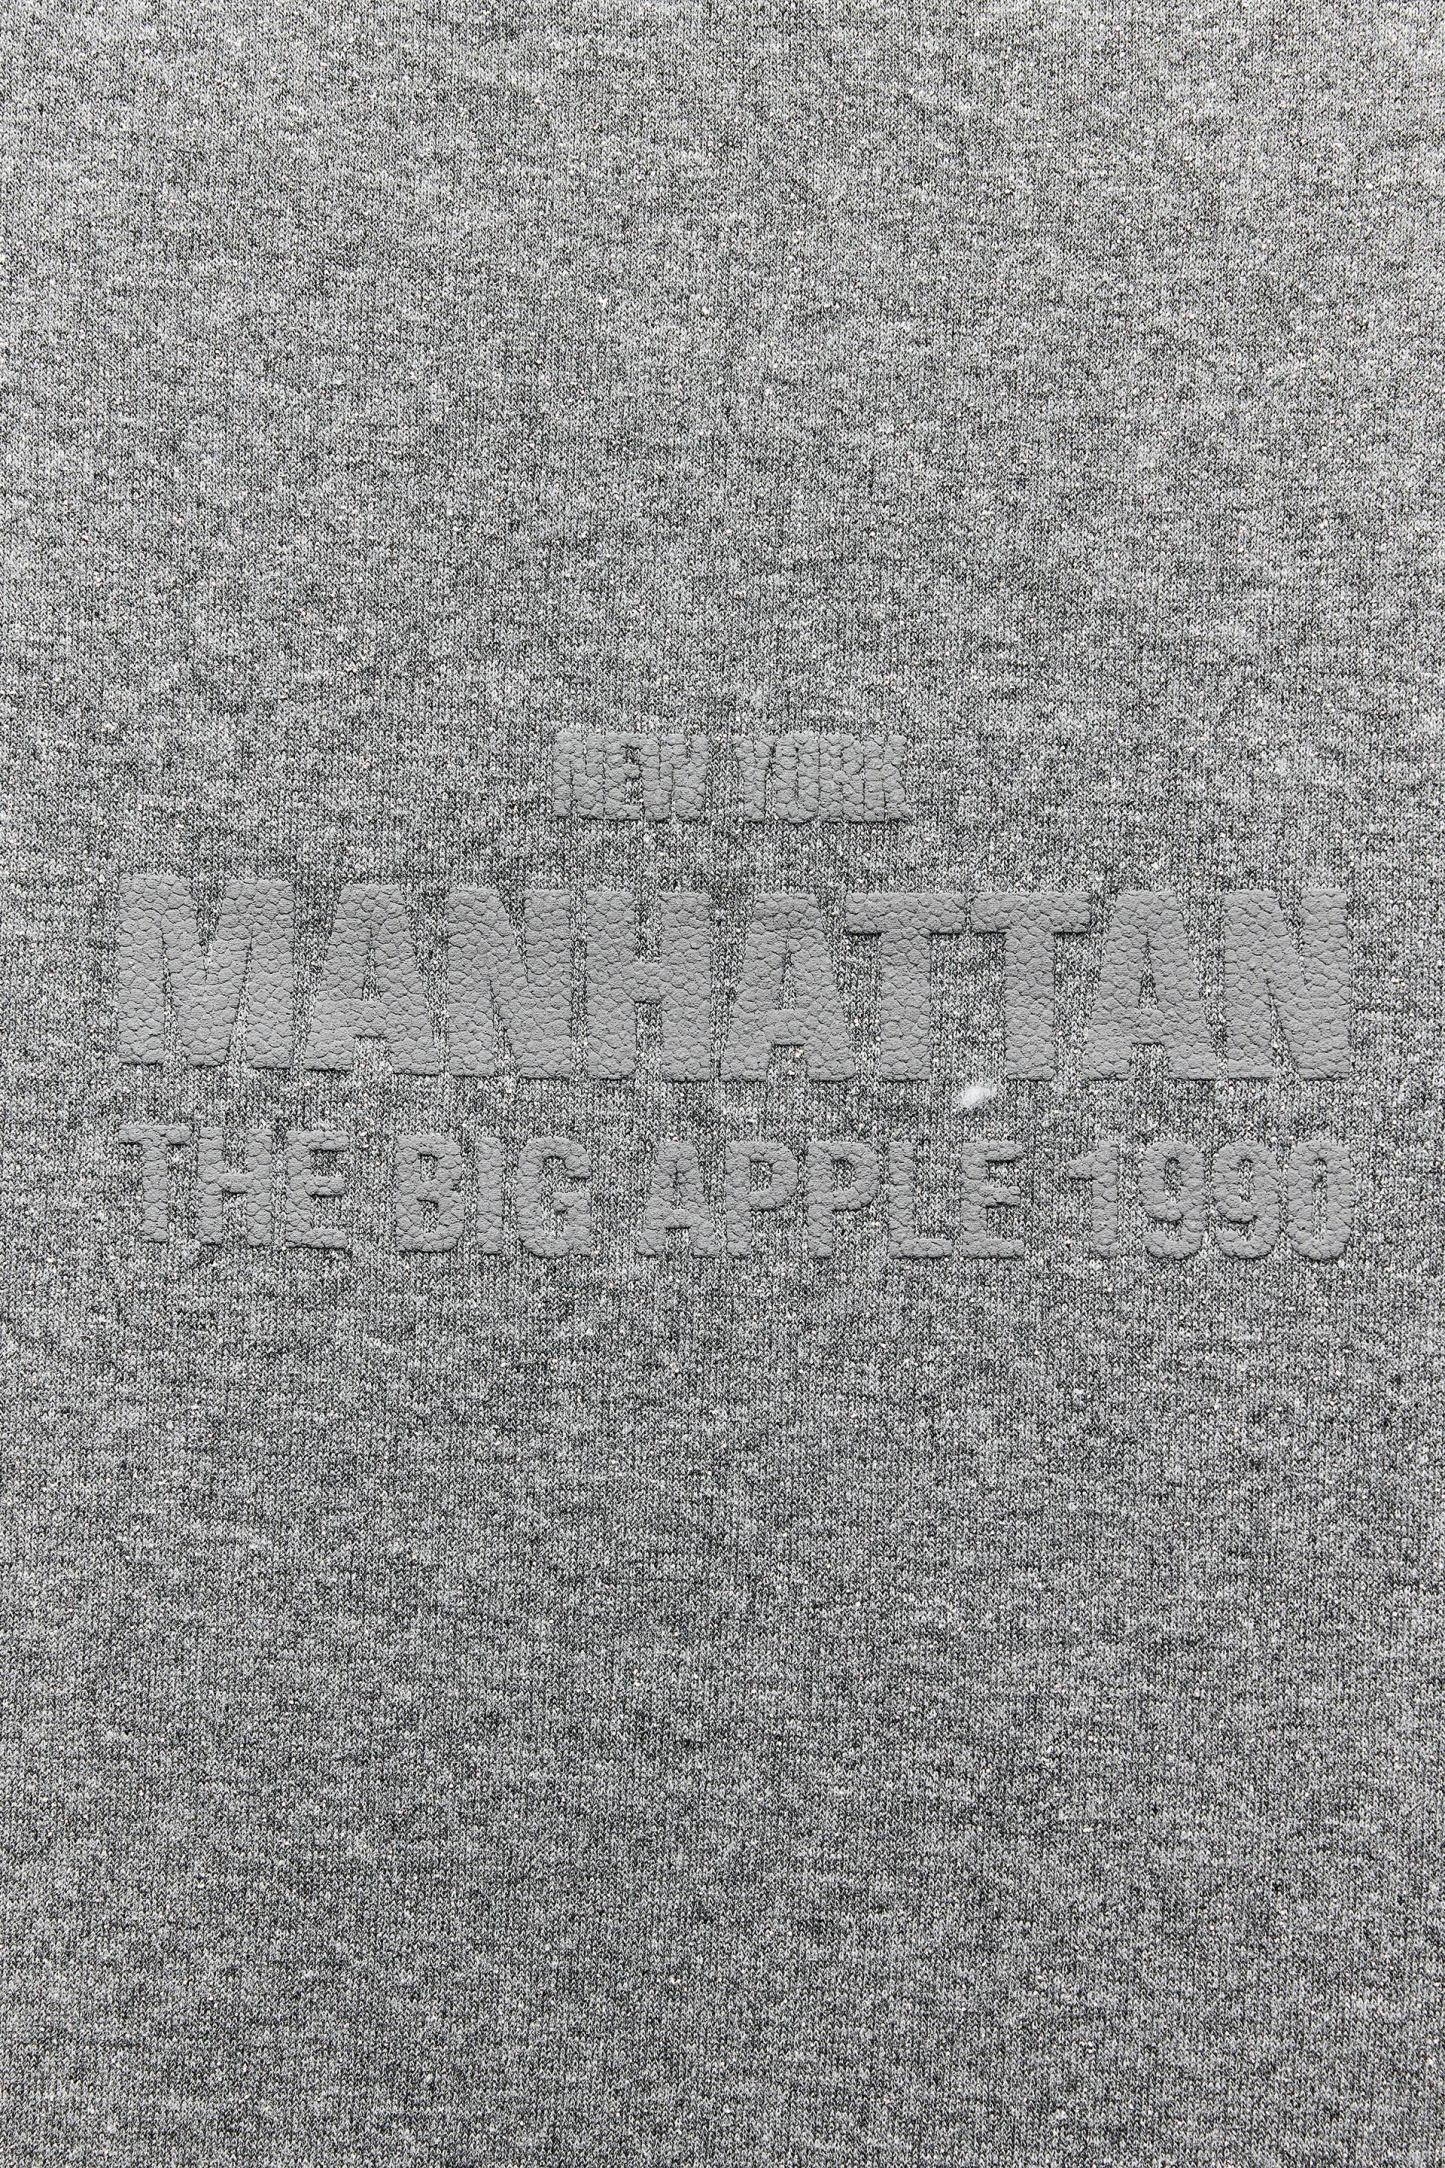 NEW YORK
MANHATTAN
THE BIG APPLE 1990